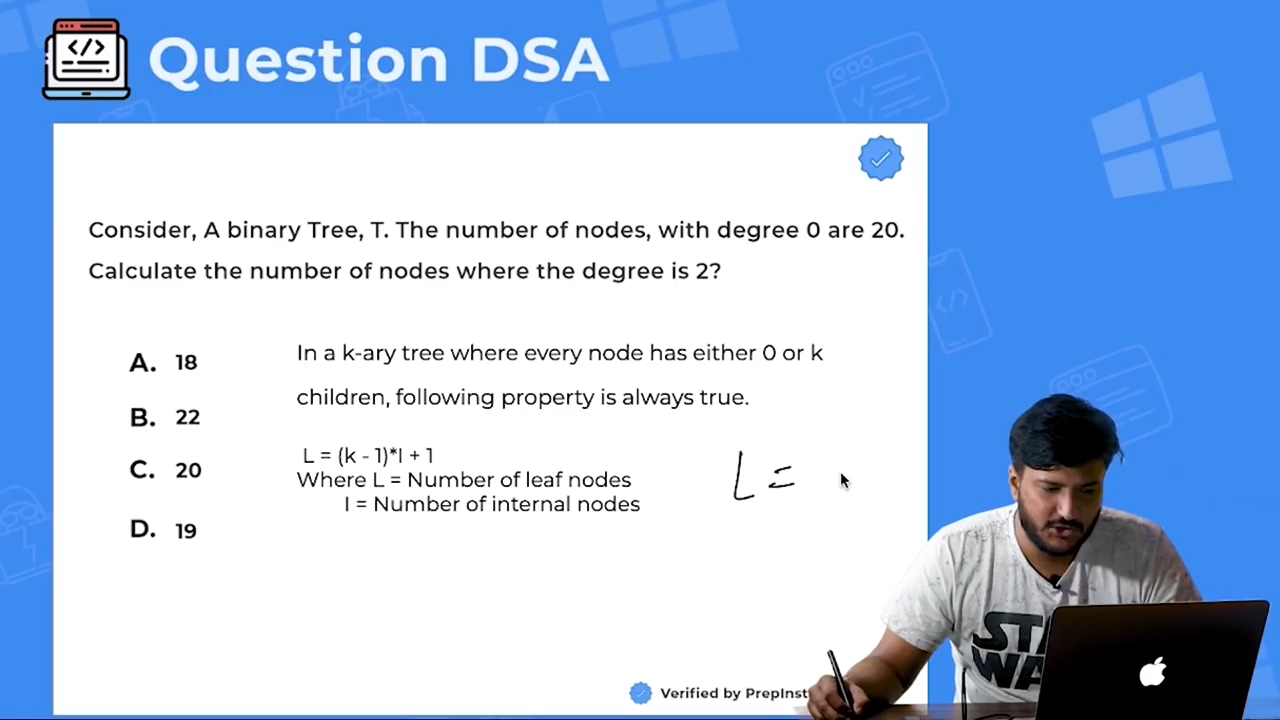 Question DSA
Consider, A binary Tree, T. The number of nodes, with degree 0 are 20.
Calculate the number of nodes where the degree is 2?
A. 18
B. 22
C. 20
D. 19
In a k-ary tree where every node has either 0 or k
children, following property is always true.
L = (k - 1)*I + 1
Where L = Number of leaf nodes
I = Number of internal nodes
L =
Verified by PrepInst
STA
WA